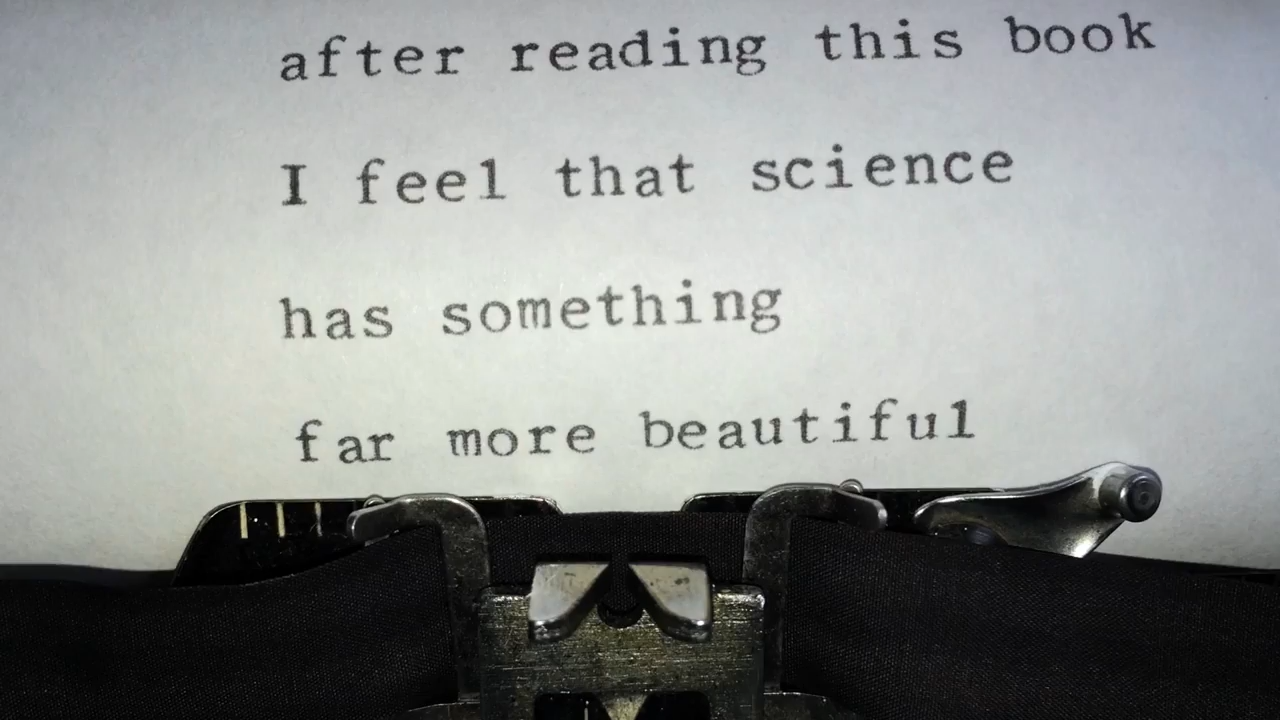 after reading this book
I feel that science
has something
far more beautiful